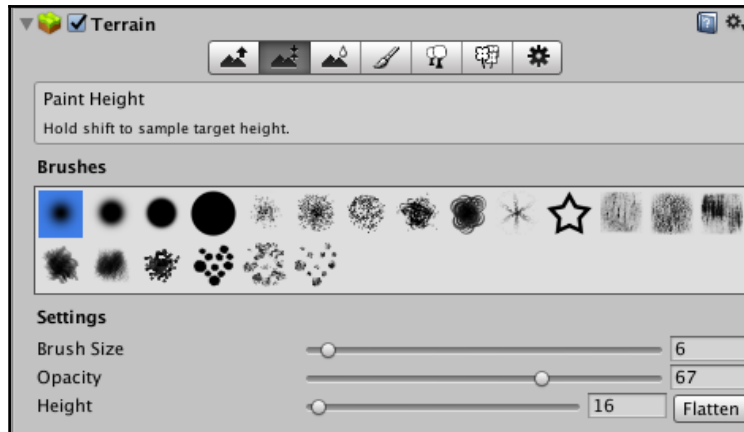 Terrain
Paint Height
Hold shift to sample target height.
Brushes
Settings
Brush Size 6
Opacity 67
Height 16 Flatten